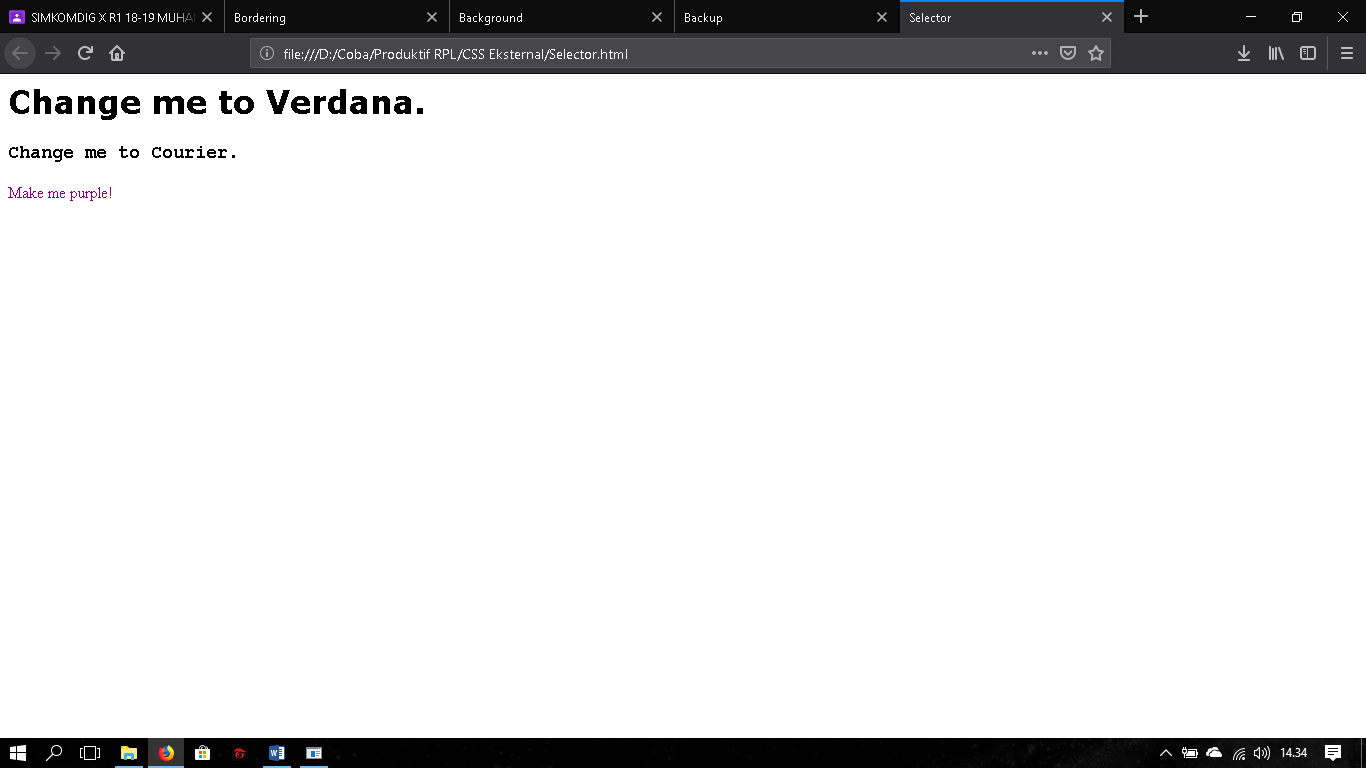 SIMKOMDIG X R1 18-19 MUHA
Bordering
Background
Backup
Selector
file:///D:/Coba/Produktif RPL/CSS Eksternal/Selector.html
Change me to Verdana.
Change me to Courier.
Make me purple!
14.34